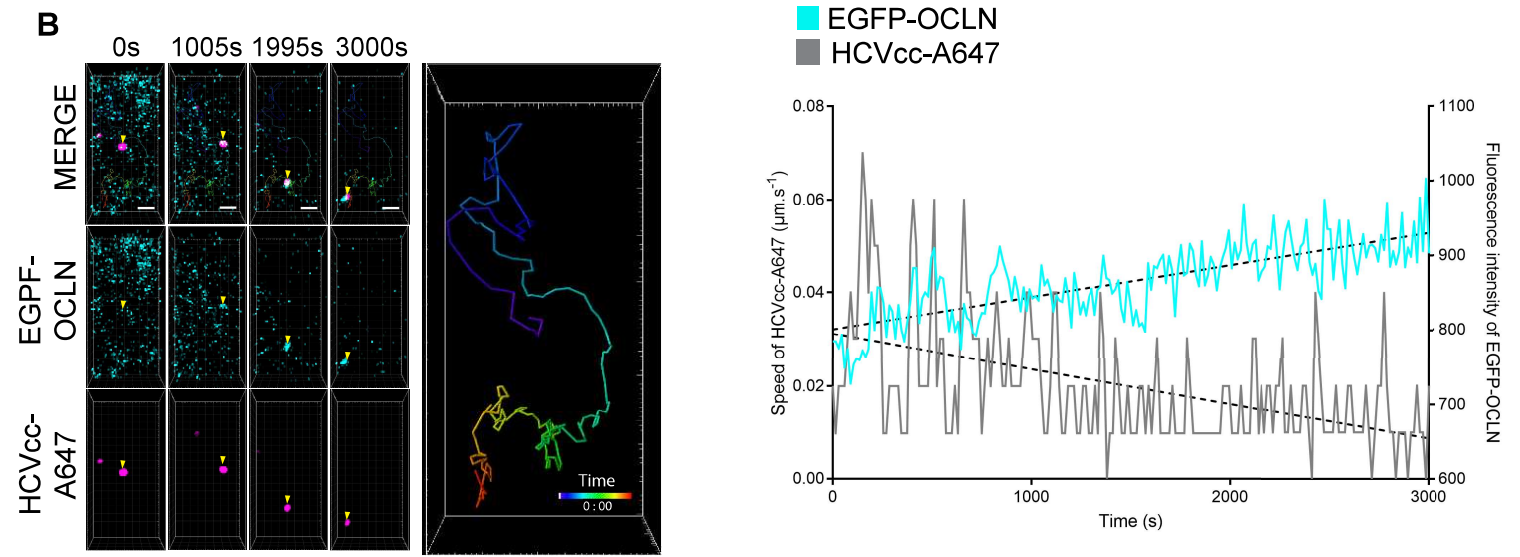 B
0s 1005s 1995s 3000s
MERGE
EGPF-
OCLN
HCVcc-
A647
Time
0:00
EGFP-OCLN
HCVcc-A647
Speed of HCVcc-A647 (µm.s-1)
0.08
0.06
0.04
0.02
0.00
0 1000 2000 3000
Time (s)
1100
1000
900
800
700
600
Fluorescence intensity of EGFP-OCLN